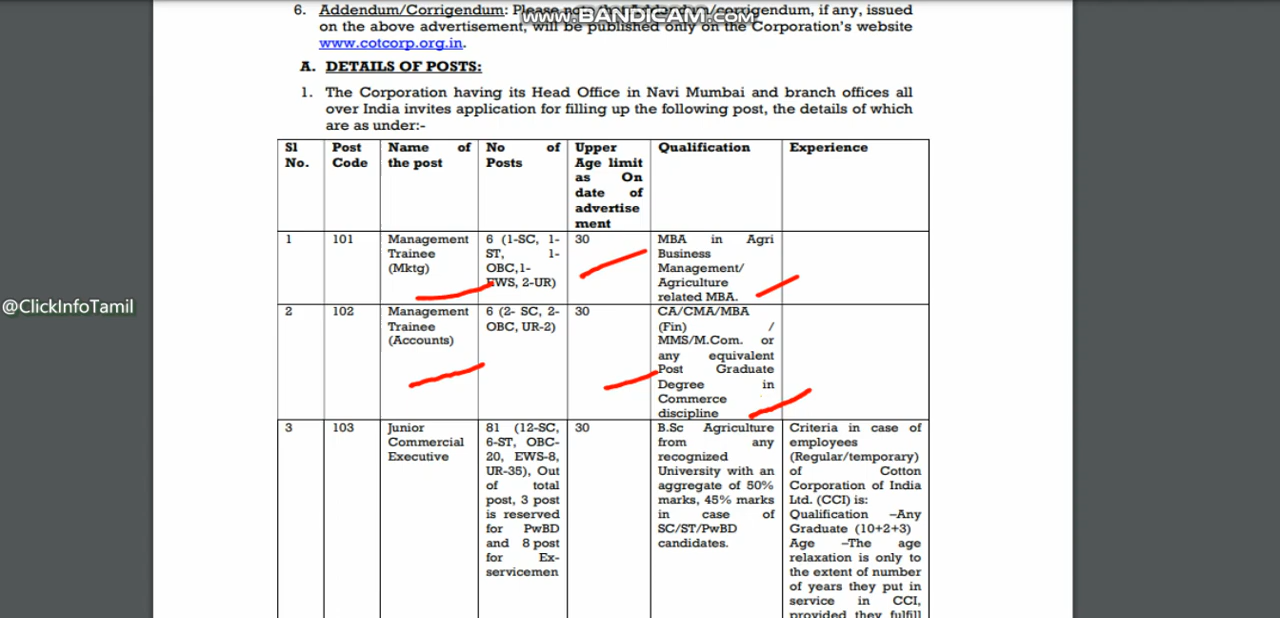 6. Addendum/Corrigendum: Please Addendum/corrigendum, if any, issued
www.BANDICAM.com
on the above advertisement, will be published only on the Corporation's website
www.cotcorp.org.in.
A. DETAILS OF POSTS:
1. The Corporation having its Head Office in Navi Mumbai and branch offices all
over India invites application for filling up the following post, the details of which
are as under:-
Sl
No.
Post
Code
Name of
the post
No of
Posts
Upper
Age limit
as On
date of
advertise
ment
Qualification
Experience
1
101
Management
Trainee
(Mktg)
6 (1-SC, 1-
ST, 1-
OBC,1-
EWS, 2-UR)
30
MBA in Agri
Business
Management/
Agriculture
related MBA.
@ClickInfoTamil
2
102
Management
Trainee
(Accounts)
6 (2- SC, 2-
OBC, UR-2)
30
CA/CMA/MBA
(Fin) /
MMS/M.Com. or
any equivalent
Post Graduate
Degree in
Commerce
discipline
3
103
Junior
Commercial
Executive
81 (12-SC,
6-ST, OBC-
20, EWS-8,
UR-35), Out
of total
post, 3 post
is reserved
for PwBD
and 8 post
for Ex-
servicemen
30
B.Sc Agriculture
from any
recognized
University with an
aggregate of 50%
marks, 45% marks
in case of
SC/ST/PwBD
candidates.
Criteria in case of
employees
(Regular/temporary)
of Cotton
Corporation of India
Ltd. (CCI) is:
Qualification –Any
Graduate (10+2+3)
Age –The age
relaxation is only to
the extent of number
of years they put in
service in CCI,
provided they fulfill